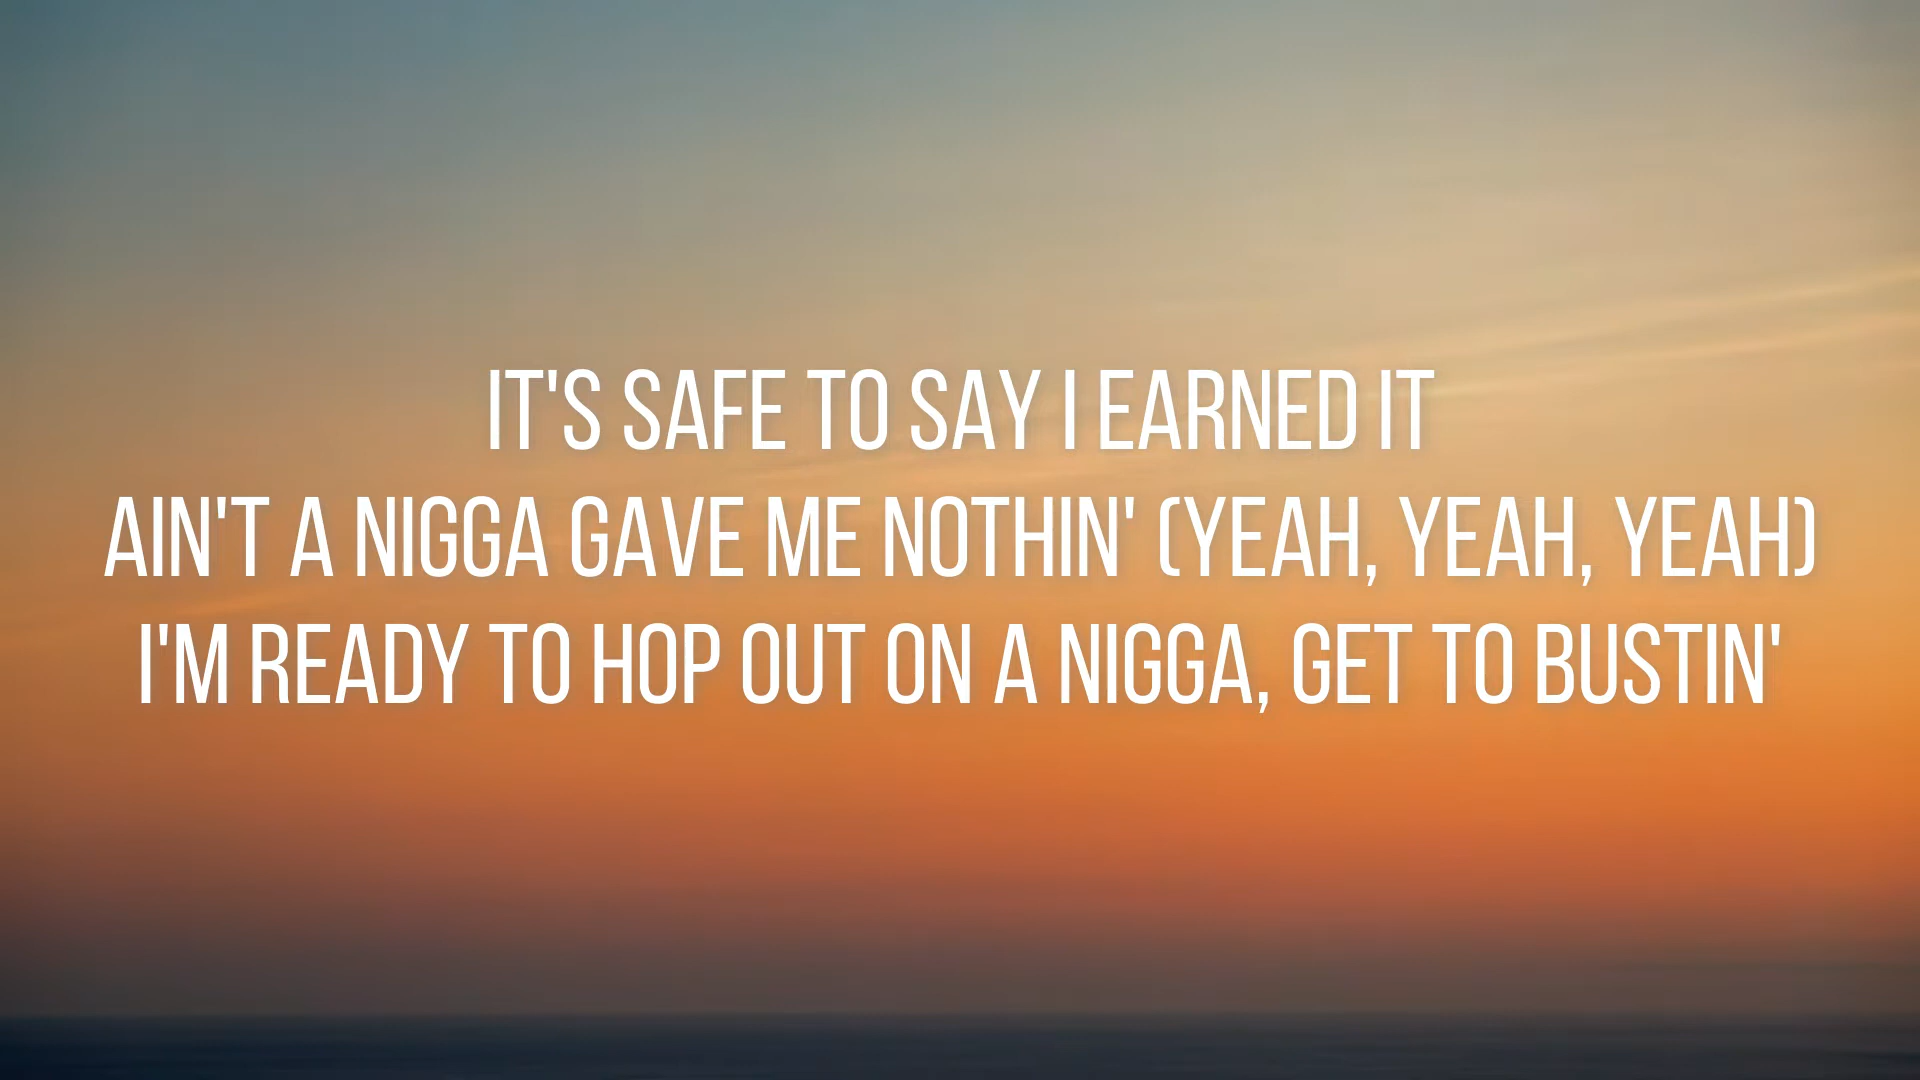 IT'S SAFE TO SAY I EARNED IT
AIN'T A NIGGA GAVE ME NOTHIN' (YEAH, YEAH, YEAH)
I'M READY TO HOP OUT ON A NIGGA, GET TO BUSTIN'